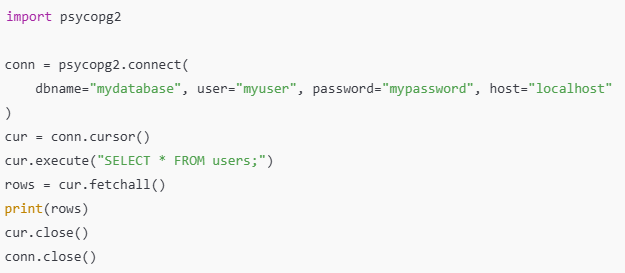 import psycopg2
conn = psycopg2.connect(
    dbname="mydatabase", user="myuser", password="mypassword", host="localhost"
)
cur = conn.cursor()
cur.execute("SELECT * FROM users;")
rows = cur.fetchall()
print(rows)
cur.close()
conn.close()